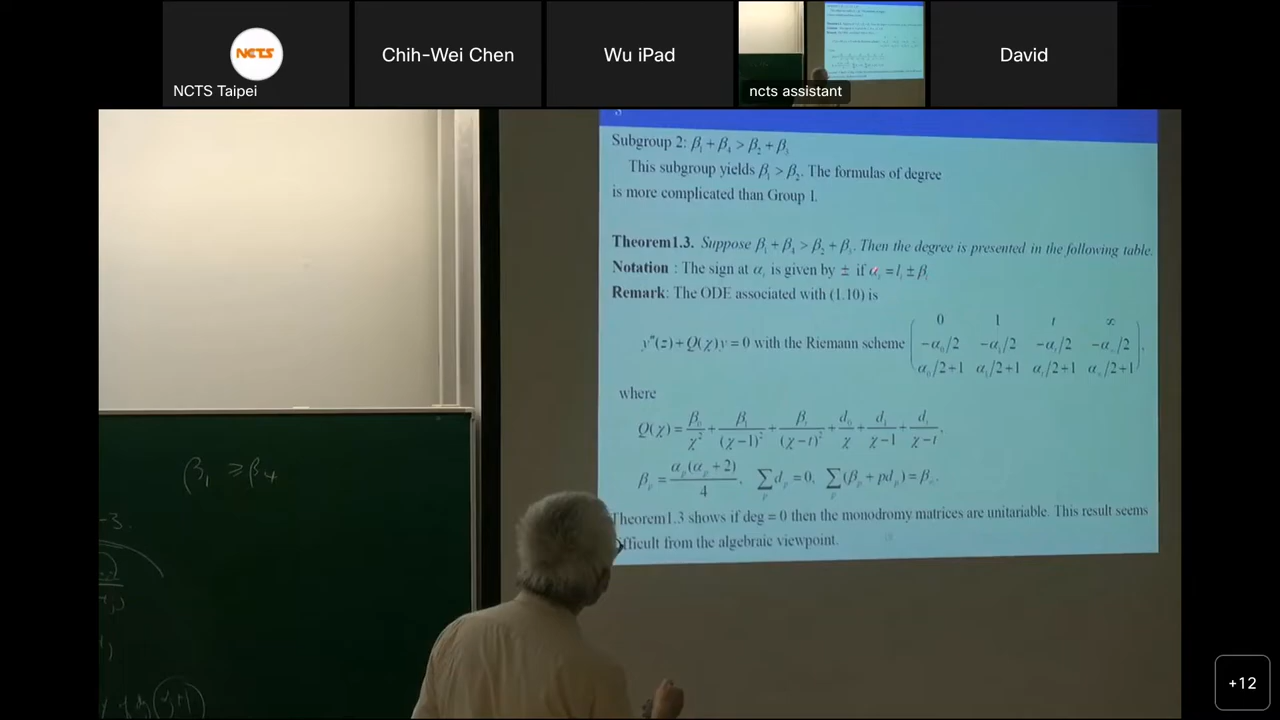 NCTS
NCTS Taipei
Chih-Wei Chen
Wu iPad
ncts assistant
David
Subgroup 2: β₁ + β₄ > β₂ + β₃
This subgroup yields β₁ > β₂. The formulas of degree
is more complicated than Group 1.
Theorem1.3. Suppose β₁ + β₄ > β₂ + β₃. Then the degree is presented in the following table.
Notation : The sign at αᵢ is given by ± if αᵢ = lᵢ ± βᵢ
Remark: The ODE associated with (1.10) is
0 1 t ∞
y″(z) + Q(χ)y = 0 with the Riemann scheme −α₀/2 −α₁/2 −αₜ/2 −α∞/2
α₀/2+1 α₁/2+1 αₜ/2+1 α∞/2+1
where
Q(χ) = β₀/χ² + β₁/(χ−1)² + βₜ/(χ−t)² + d₀/χ + d₁/(χ−1) + dₜ/(χ−t),
βₚ = αₚ(αₚ+2)/4, ∑ₚ dₚ = 0, ∑ₚ (βₚ + pdₚ) = β∞.
Theorem1.3 shows if deg = 0 then the monodromy matrices are unitariable. This result seems
difficult from the algebraic viewpoint.
β₁ ≥ β₄
-3.
+12